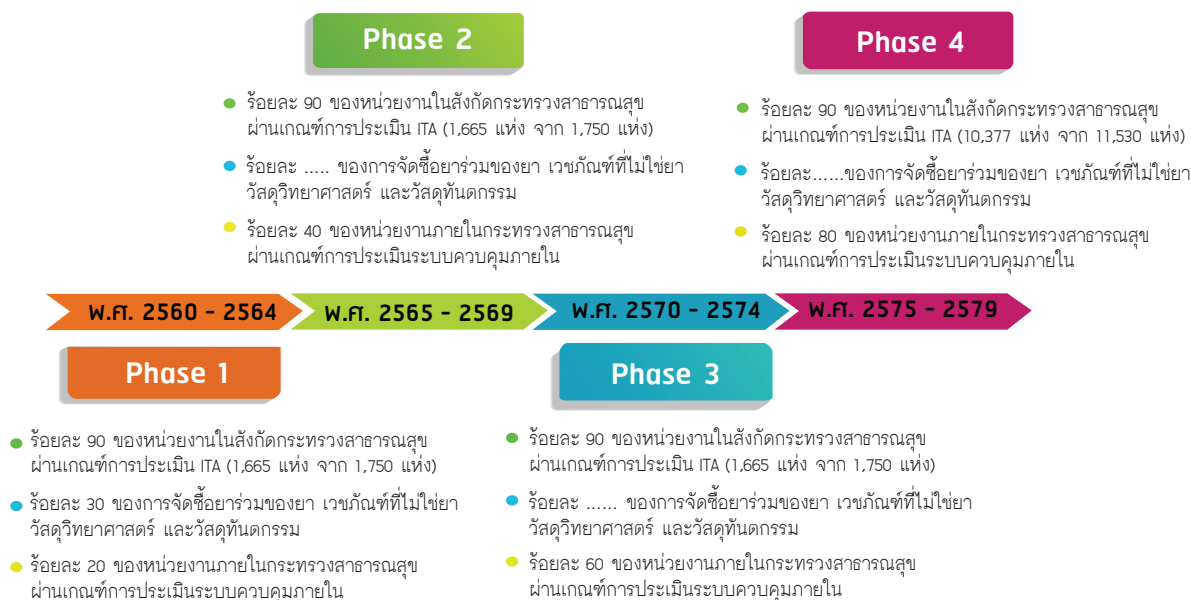 Phase 2
ร้อยละ 90 ของหน่วยงานในสังกัดกระทรวงสาธารณสุข
ผ่านเกณฑ์การประเมิน ITA (1,665 แห่ง จาก 1,750 แห่ง)
ร้อยละ ..... ของการจัดซื้อยาร่วมของยา เวชภัณฑ์ที่ไม่ใช่ยา
วัสดุวิทยาศาสตร์ และวัสดุทันตกรรม
ร้อยละ 40 ของหน่วยงานภายในกระทรวงสาธารณสุข
ผ่านเกณฑ์การประเมินระบบควบคุมภายใน
Phase 4
ร้อยละ 90 ของหน่วยงานในสังกัดกระทรวงสาธารณสุข
ผ่านเกณฑ์การประเมิน ITA (10,377 แห่ง จาก 11,530 แห่ง)
ร้อยละ......ของการจัดซื้อยาร่วมของยา เวชภัณฑ์ที่ไม่ใช่ยา
วัสดุวิทยาศาสตร์ และวัสดุทันตกรรม
ร้อยละ 80 ของหน่วยงานภายในกระทรวงสาธารณสุข
ผ่านเกณฑ์การประเมินระบบควบคุมภายใน
พ.ศ. 2560 - 2564
พ.ศ. 2565 - 2569
พ.ศ. 2570 - 2574
พ.ศ. 2575 - 2579
Phase 1
ร้อยละ 90 ของหน่วยงานในสังกัดกระทรวงสาธารณสุข
ผ่านเกณฑ์การประเมิน ITA (1,665 แห่ง จาก 1,750 แห่ง)
ร้อยละ 30 ของการจัดซื้อยาร่วมของยา เวชภัณฑ์ที่ไม่ใช่ยา
วัสดุวิทยาศาสตร์ และวัสดุทันตกรรม
ร้อยละ 20 ของหน่วยงานภายในกระทรวงสาธารณสุข
ผ่านเกณฑ์การประเมินระบบควบคุมภายใน
Phase 3
ร้อยละ 90 ของหน่วยงานในสังกัดกระทรวงสาธารณสุข
ผ่านเกณฑ์การประเมิน ITA (1,665 แห่ง จาก 1,750 แห่ง)
ร้อยละ ...... ของการจัดซื้อยาร่วมของยา เวชภัณฑ์ที่ไม่ใช่ยา
วัสดุวิทยาศาสตร์ และวัสดุทันตกรรม
ร้อยละ 60 ของหน่วยงานภายในกระทรวงสาธารณสุข
ผ่านเกณฑ์การประเมินระบบควบคุมภายใน